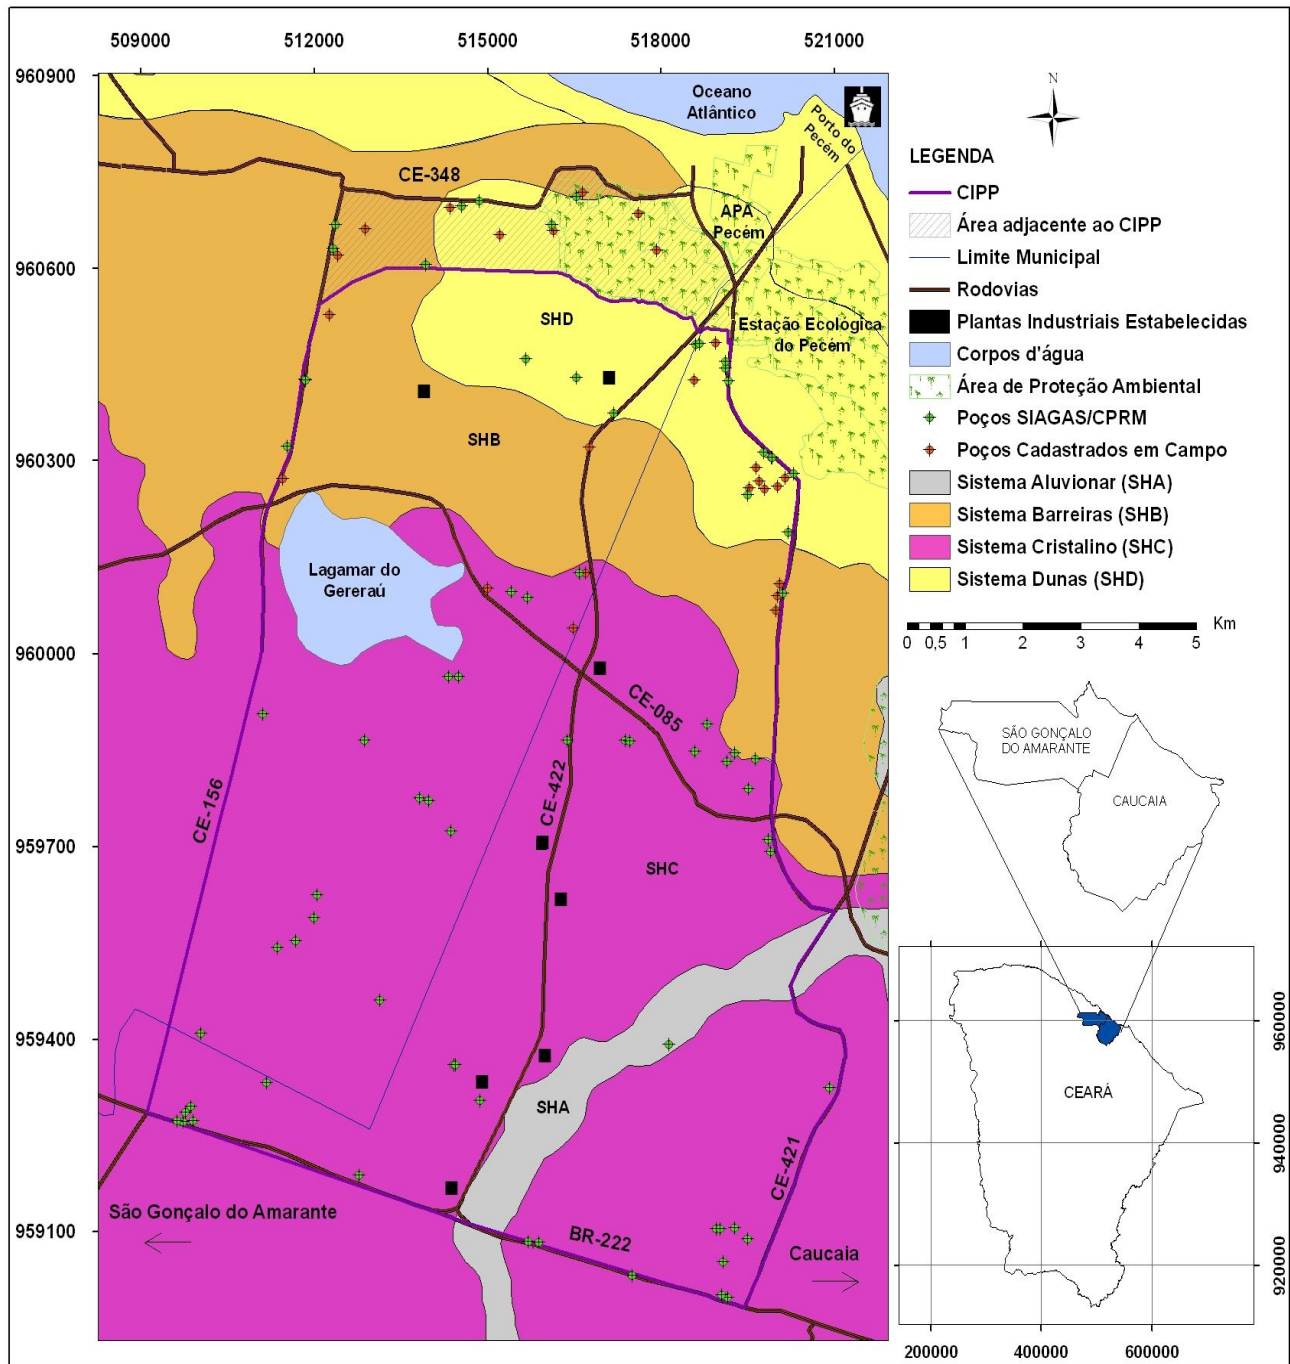 509000 512000 515000 518000 521000
960900
960600
960300
960000
959700
959400
959100
Oceano
Atlântico
Porto do
Pecém
CE-348
APA
Pecém
SHD
Estação Ecológica
do Pecém
SHB
Lagamar do
Gereraú
CE-085
CE-156
CE-422
SHC
SHA
CE-421
São Gonçalo do Amarante
BR-222
Caucaia
N
LEGENDA
CIPP
Área adjacente ao CIPP
Limite Municipal
Rodovias
Plantas Industriais Estabelecidas
Corpos d'água
Área de Proteção Ambiental
Poços SIAGAS/CPRM
Poços Cadastrados em Campo
Sistema Aluvionar (SHA)
Sistema Barreiras (SHB)
Sistema Cristalino (SHC)
Sistema Dunas (SHD)
Km
0 0,5 1 2 3 4 5
SÃO GONÇALO
DO AMARANTE
CAUCAIA
CEARÁ
960000
940000
920000
200000 400000 600000